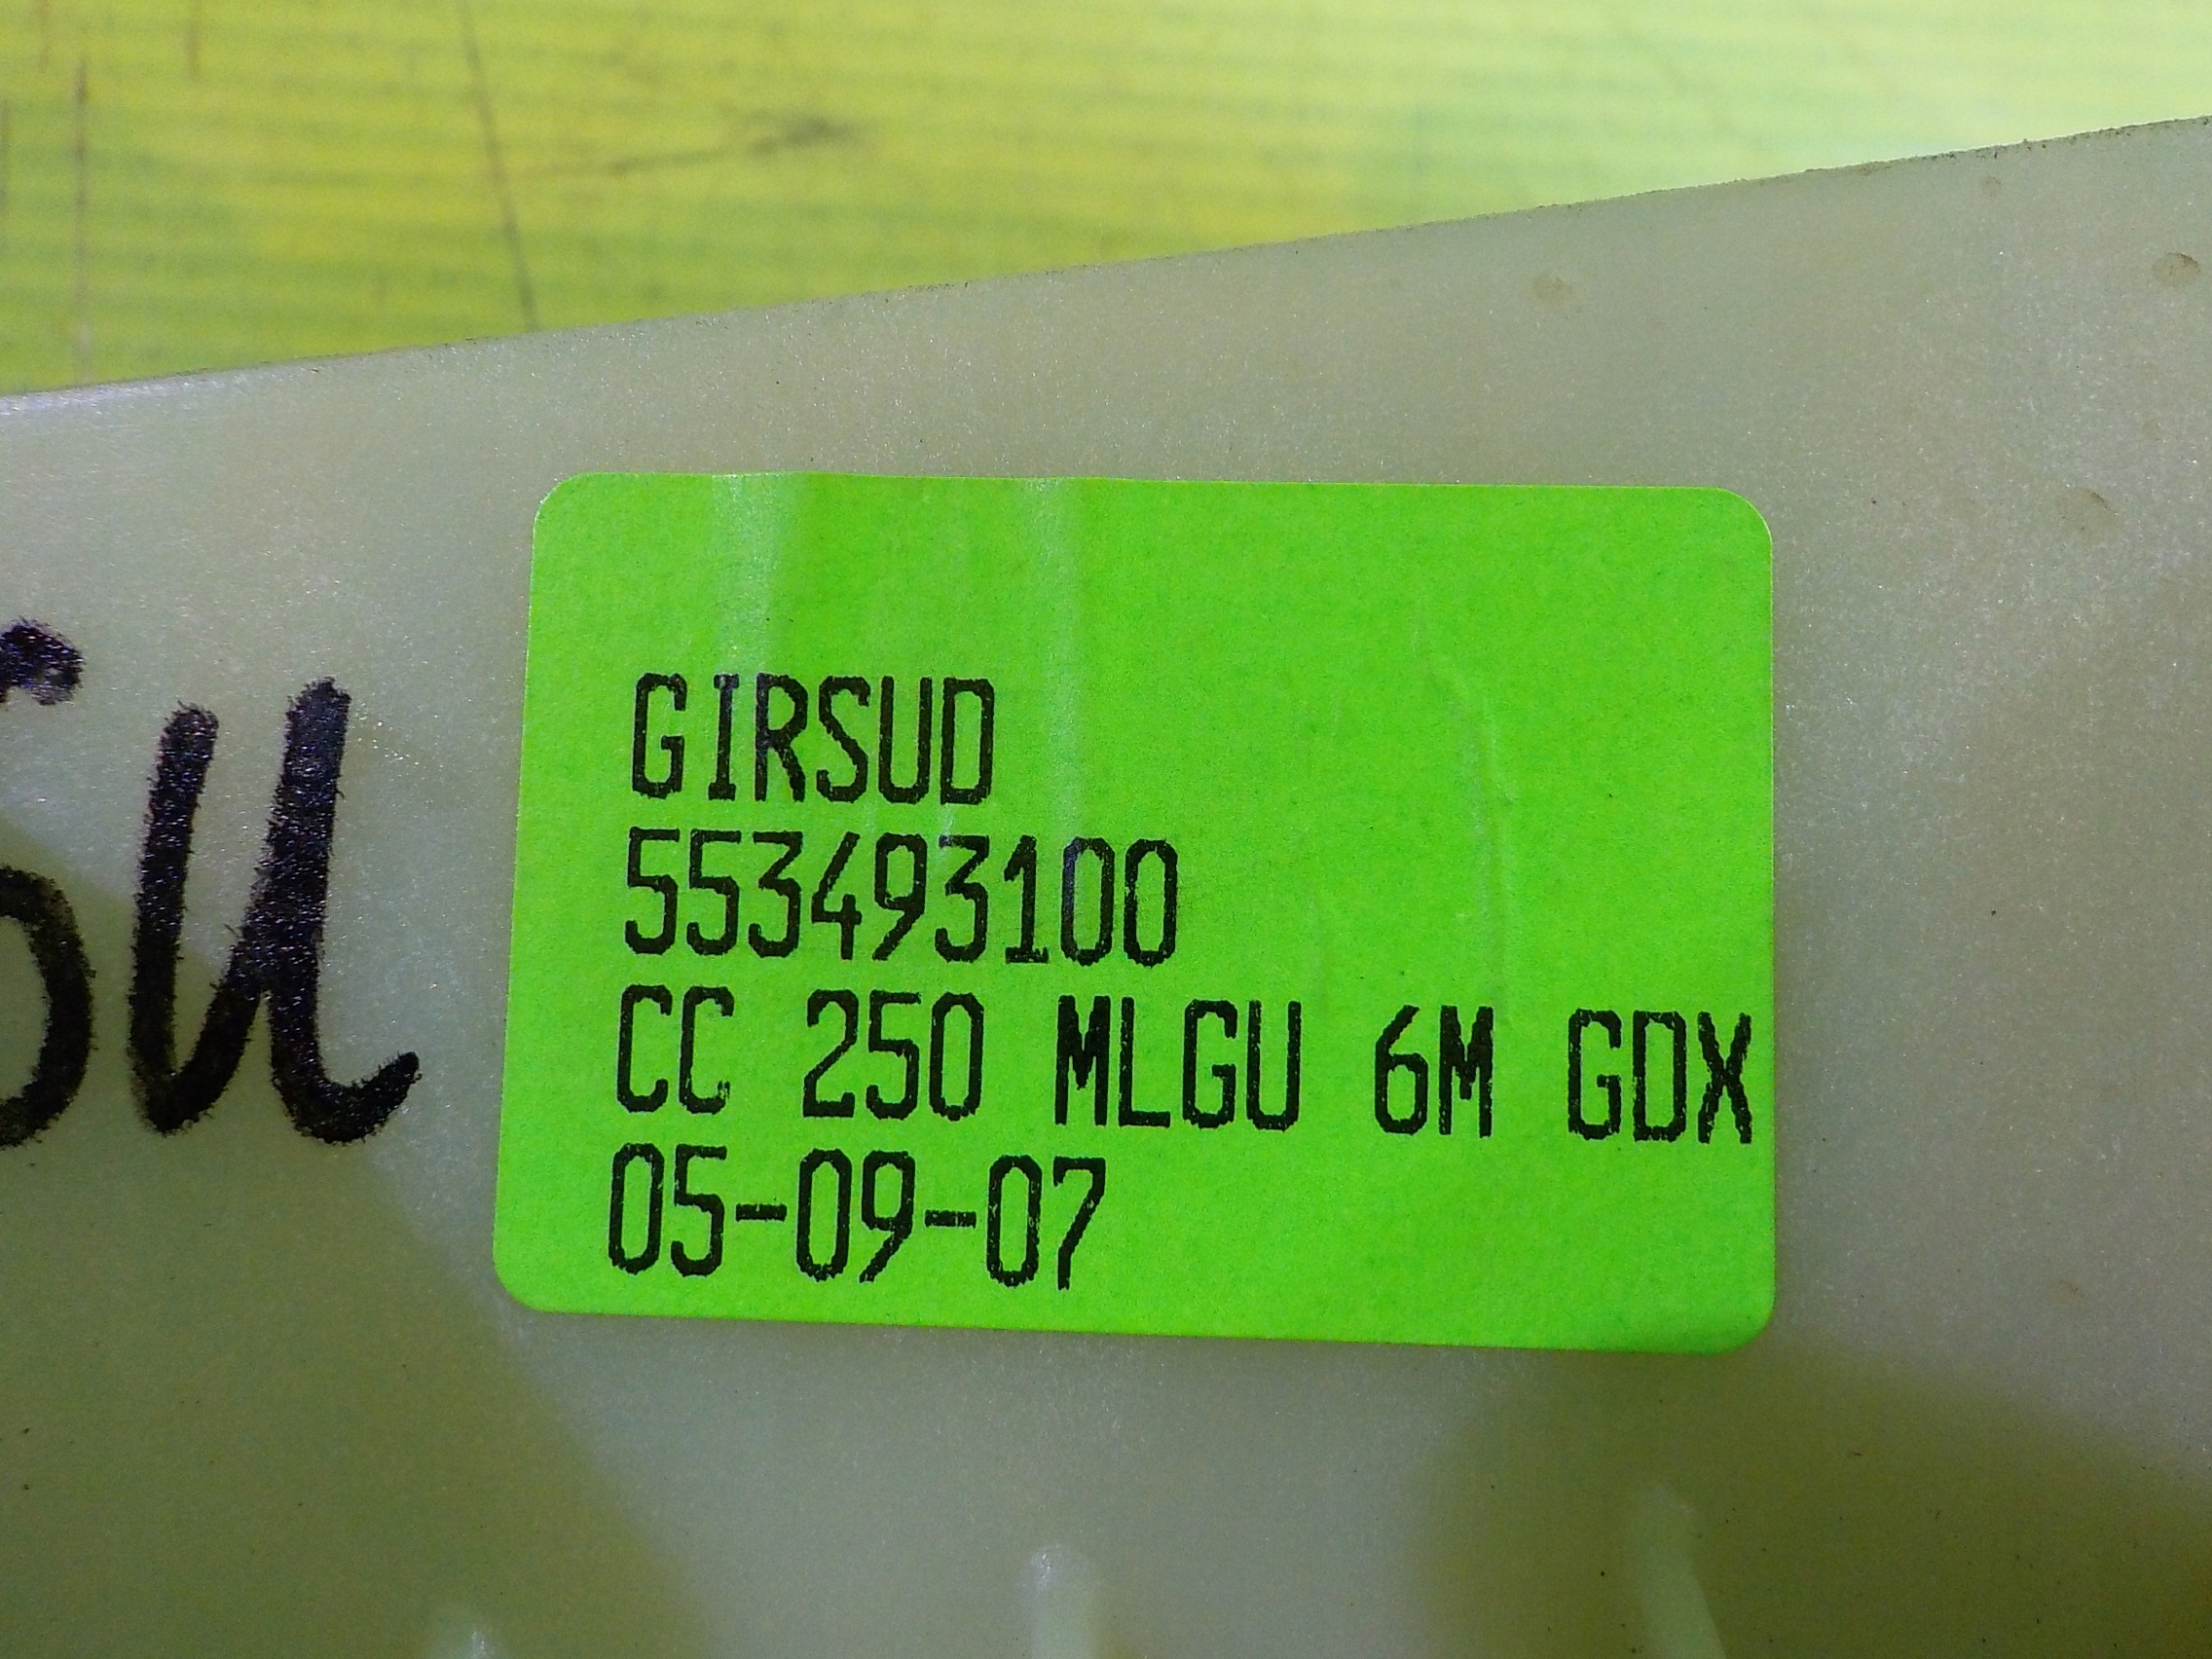 GIRSUD
553493100
CC 250 MLGU 6M GDX
05-09-07